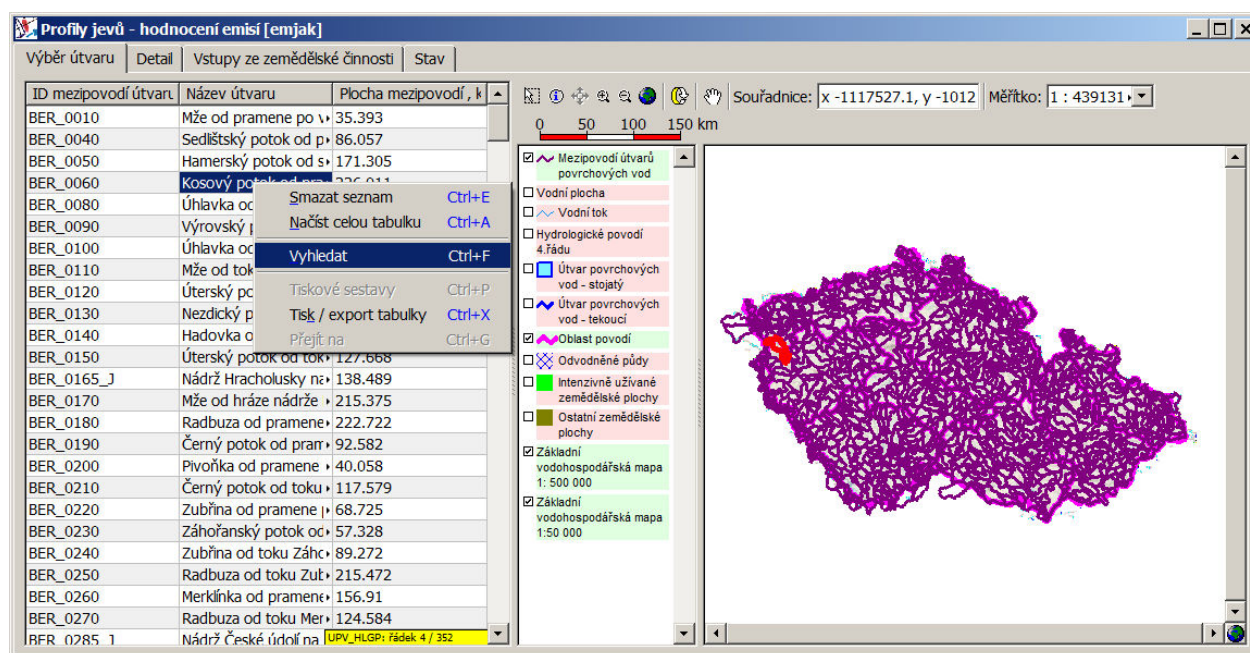 Profily jevů - hodnocení emisí [emjak]
Výběr útvaru Detail Vstupy ze zemědělské činnosti Stav
ID mezipovodí útvaru Název útvaru Plocha mezipovodí , k
BER_0010 Mže od pramene po 35.393
BER_0040 Sedlištský potok od p 86.057
BER_0050 Hamerský potok od s 171.305
BER_0060 Kosový potok od pra
BER_0080 Úhlavka od
BER_0090 Výrovský
BER_0100 Úhlavka od
BER_0110 Mže od tok
BER_0120 Úterský po
BER_0130 Nezdický p
BER_0140 Hadovka o
BER_0150 Úterský potok od tok 127.668
BER_0165_J Nádrž Hracholusky na 138.489
BER_0170 Mže od hráze nádrže 215.375
BER_0180 Radbuza od pramene 222.722
BER_0190 Černý potok od pram 92.582
BER_0200 Pivoňka od pramene 40.058
BER_0210 Černý potok od toku 117.579
BER_0220 Zubřina od pramene 68.725
BER_0230 Záhořanský potok od 57.328
BER_0240 Zubřina od toku Záho 89.272
BER_0250 Radbuza od toku Zub 215.472
BER_0260 Merklínka od pramene 156.91
BER_0270 Radbuza od toku Mer 124.584
BER_0285_J Nádrž České údolí na
UPV_HLGP: řádek 4 / 352
Smazat seznam Ctrl+E
Načíst celou tabulku Ctrl+A
Vyhledat Ctrl+F
Tiskové sestavy Ctrl+P
Tisk / export tabulky Ctrl+X
Přejít na Ctrl+G
Souřadnice: x -1117527.1, y -1012 Měřítko: 1 : 439131
0 50 100 150 km
Mezipovodí útvarů
povrchových vod
Vodní plocha
Vodní tok
Hydrologické povodí
4.řádu
Útvar povrchových
vod - stojatý
Útvar povrchových
vod - tekoucí
Oblast povodí
Odvodněné půdy
Intenzivně užívané
zemědělské plochy
Ostatní zemědělské
plochy
Základní
vodohospodářská mapa
1: 500 000
Základní
vodohospodářská mapa
1:50 000